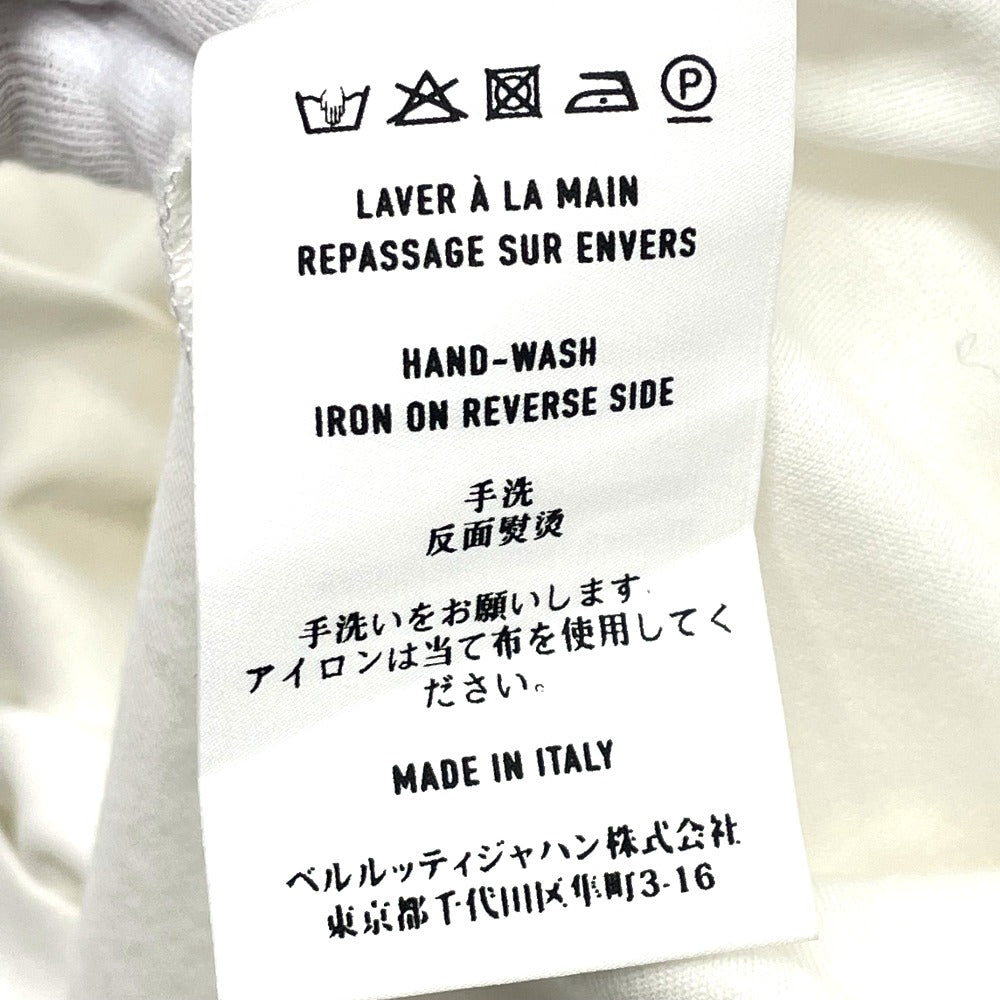 P
LAVER À LA MAIN
REPASSAGE SUR ENVERS
HAND-WASH
IRON ON REVERSE SIDE
手洗
反面熨烫
手洗いをお願いします.
アイロンは当て布を使用してく
ださい。
MADE IN ITALY
ベルルッティジャハン株式会社
東京都千代田区隼町3-16